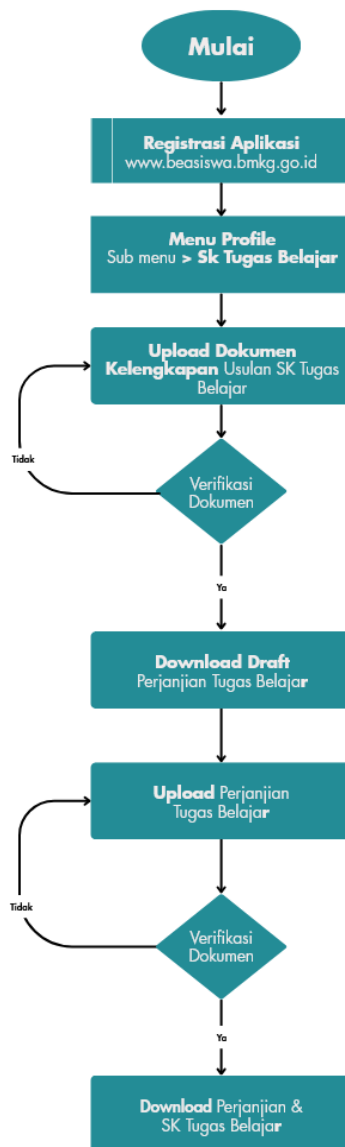 Mulai
Registrasi Aplikasi
www.beasiswa.bmkg.go.id
Menu Profile
Sub menu > Sk Tugas Belajar
Upload Dokumen
Kelengkapan Usulan SK Tugas
Belajar
Tidak
Verifikasi
Dokumen
Ya
Download Draft
Perjanjian Tugas Belajar
Upload Perjanjian
Tugas Belajar
Tidak
Verifikasi
Dokumen
Ya
Download Perjanjian &
SK Tugas Belajar